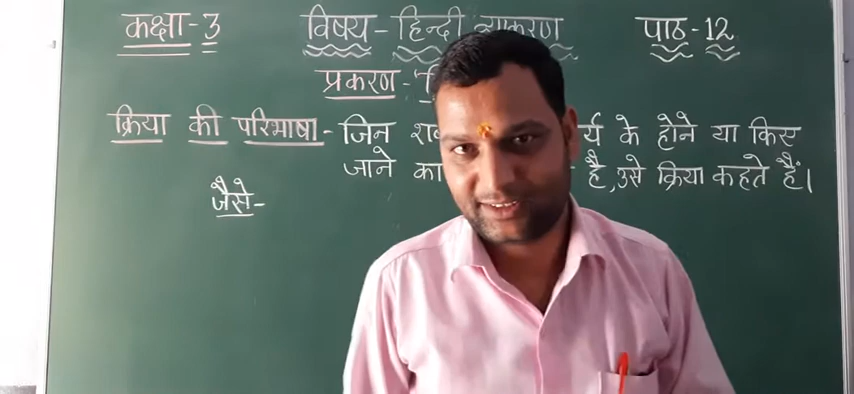 कक्षा-3 विषय-हिन्दी व्याकरण पाठ-12
प्रकरण-
क्रिया की परिभाषा-जिन के होने या किए
जाने का है, उसे क्रिया कहते हैं।
जैसे-